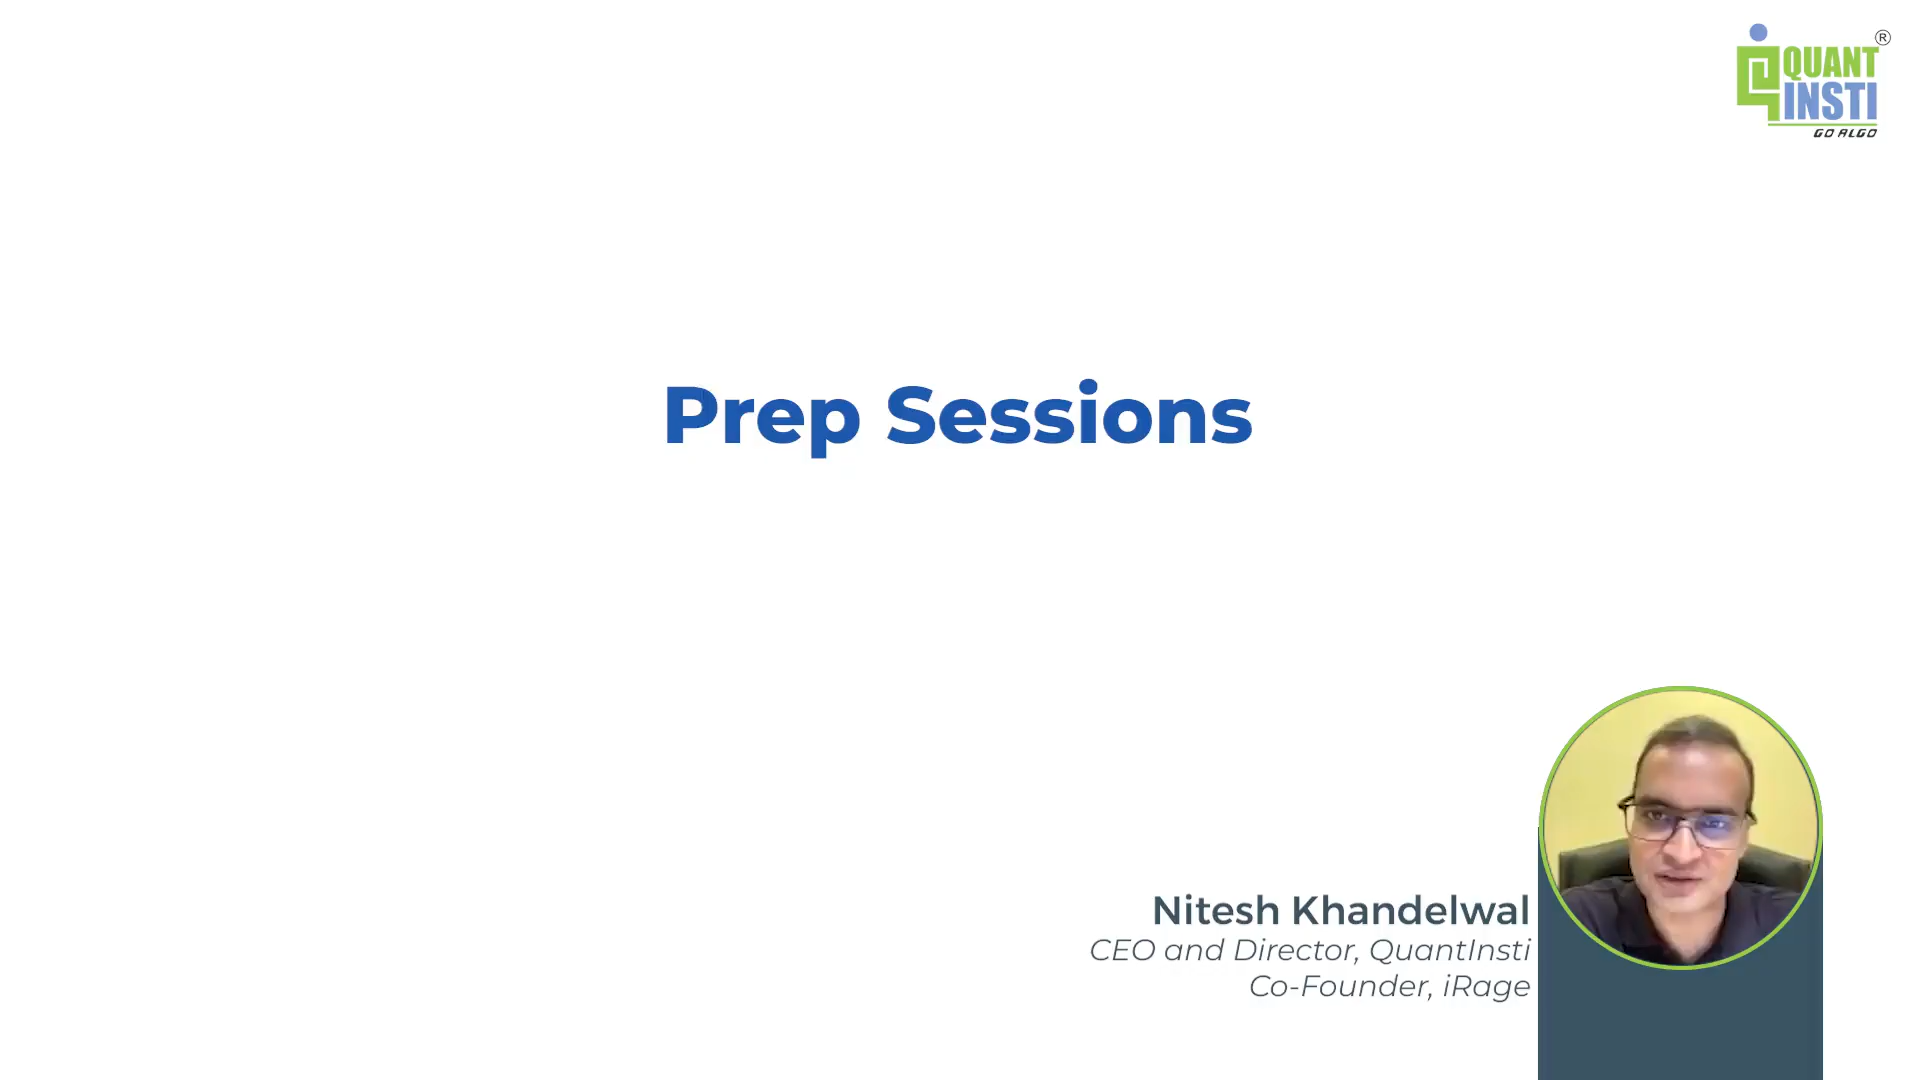 QUANT
INSTI
GO ALGO
®
Prep Sessions
Nitesh Khandelwal
CEO and Director, QuantInsti
Co-Founder, iRage